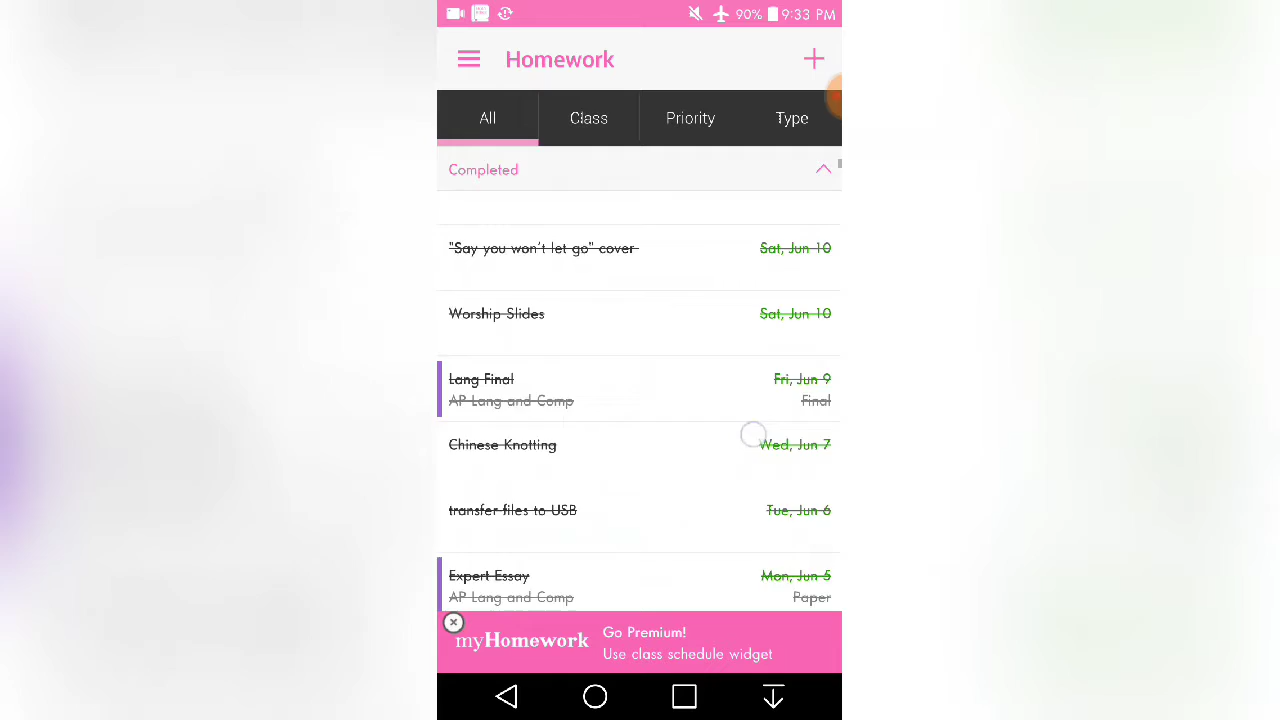 90% 9:33 PM
Homework
All Class Priority Type
Completed
"Say you won't let go" cover Sat, Jun 10
Worship Slides Sat, Jun 10
Lang Final Fri, Jun 9
AP Lang and Comp Final
Chinese Knotting Wed, Jun 7
transfer files to USB Tue, Jun 6
Expert Essay Mon, Jun 5
AP Lang and Comp Paper
myHomework Go Premium!
Use class schedule widget